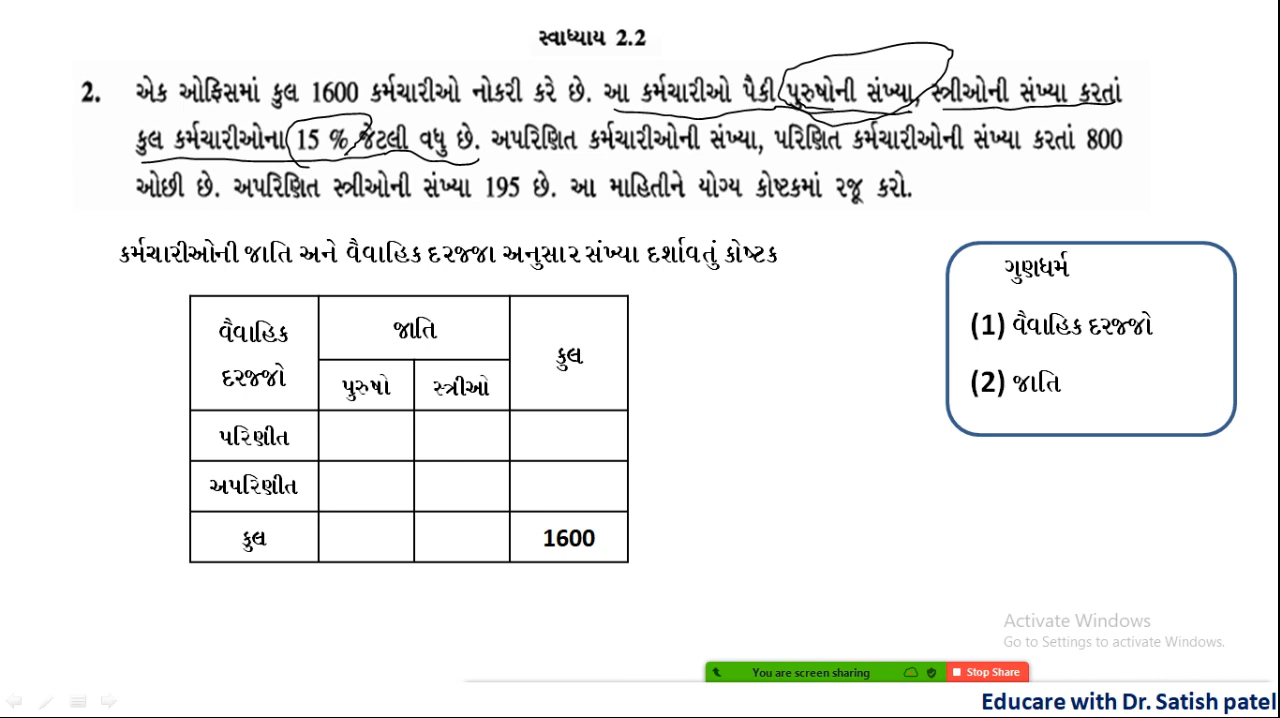 સ્વાધ્યાય 2.2
2. એક ઓફિસમાં કુલ 1600 કર્મચારીઓ નોકરી કરે છે. આ કર્મચારીઓ પૈકી પુરુષોની સંખ્યા, સ્ત્રીઓની સંખ્યા કરતાં
કુલ કર્મચારીઓના 15 % જેટલી વધુ છે. અપરિણિત કર્મચારીઓની સંખ્યા, પરિણિત કર્મચારીઓની સંખ્યા કરતાં 800
ઓછી છે. અપરિણિત સ્ત્રીઓની સંખ્યા 195 છે. આ માહિતીને યોગ્ય કોષ્ટકમાં રજૂ કરો.
કર્મચારીઓની જાતિ અને વૈવાહિક દરજ્જા અનુસાર સંખ્યા દર્શાવતું કોષ્ટક
વૈવાહિક
દરજ્જો
જાતિ
કુલ
પુરુષો
સ્ત્રીઓ
પરિણીત
અપરિણીત
કુલ
1600
ગુણધર્મ
(1) વૈવાહિક દરજ્જો
(2) જાતિ
Activate Windows
Go to Settings to activate Windows.
You are screen sharing
Stop Share
Educare with Dr. Satish patel